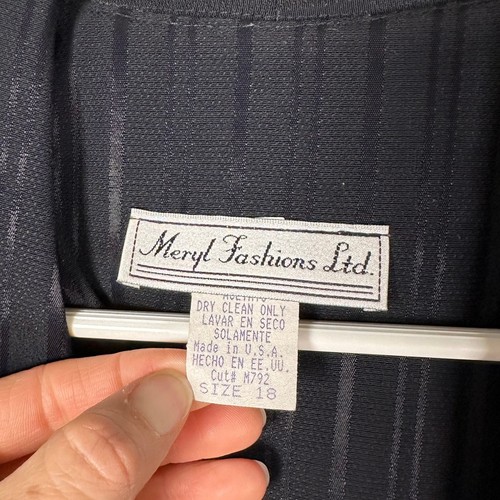 Meryl Fashions Ltd.
DRY CLEAN ONLY
LAVAR EN SECO
SOLAMENTE
Made in U.S.A.
HECHO EN EE.UU.
Cut# M792
SIZE 18